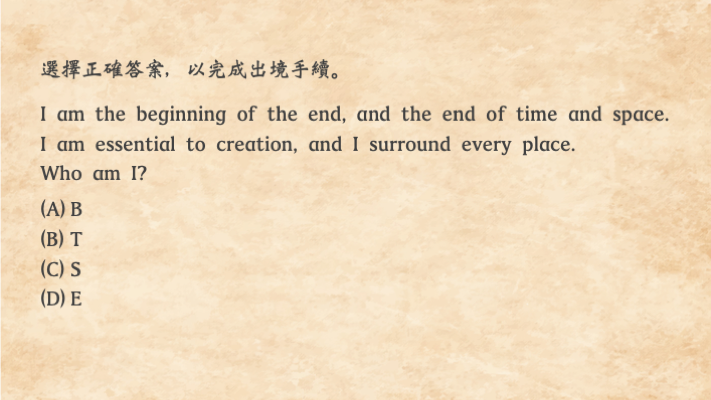 選擇正確答案，以完成出境手續。
I am the beginning of the end, and the end of time and space.
I am essential to creation, and I surround every place.
Who am I?
(A) B
(B) T
(C) S
(D) E